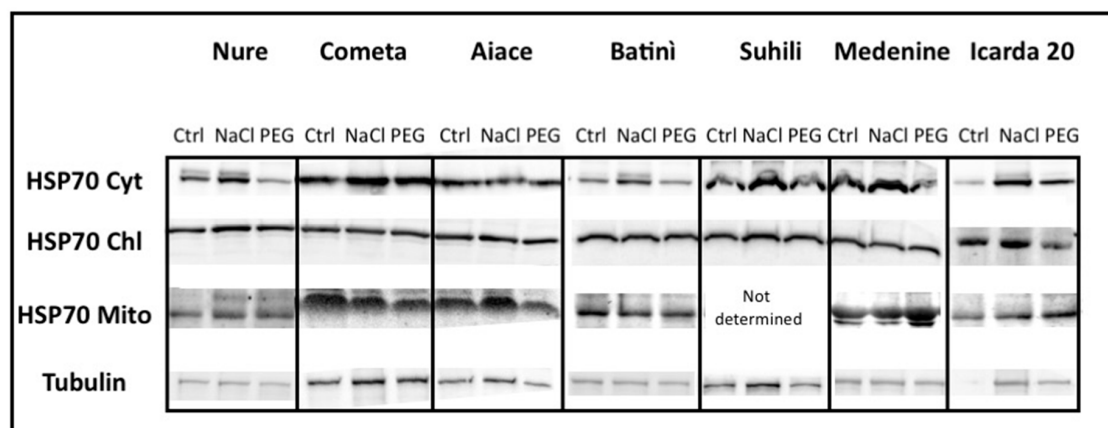 Nure Cometa Aiace Batinì Suhili Medenine Icarda 20
Ctrl NaCl PEG Ctrl NaCl PEG Ctrl NaCl PEG Ctrl NaCl PEG Ctrl NaCl PEG Ctrl NaCl PEG Ctrl NaCl PEG
HSP70 Cyt
HSP70 Chl
HSP70 Mito
Not
determined
Tubulin